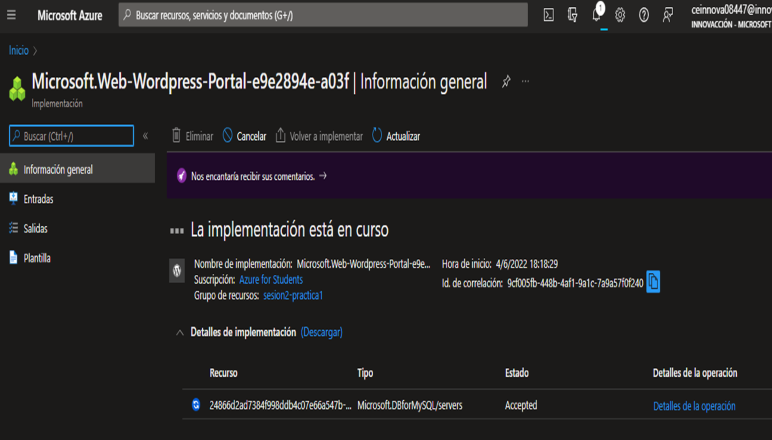 Microsoft Azure
Buscar recursos, servicios y documentos (G+/)
1
ceinnova08447@inno
INNOVACCIÓN - MICROSOFT
Inicio >
Microsoft.Web-Wordpress-Portal-e9e2894e-a03f | Información general
Implementación
Buscar (Ctrl+/)
«
Eliminar
Cancelar
Volver a implementar
Actualizar
Información general
Entradas
Salidas
Plantilla
Nos encantaría recibir sus comentarios. →
La implementación está en curso
Nombre de implementación: Microsoft.Web-Wordpress-Portal-e9e...
Hora de inicio: 4/6/2022 18:18:29
Suscripción: Azure for Students
Id. de correlación: 9cf005fb-448b-4af1-9a1c-7a9a57f0f240
Grupo de recursos: sesion2-practica1
Detalles de implementación (Descargar)
Recurso Tipo Estado Detalles de la operación
24866d2ad7384f998ddb4c07e66a547b-... Microsoft.DBforMySQL/servers Accepted Detalles de la operación